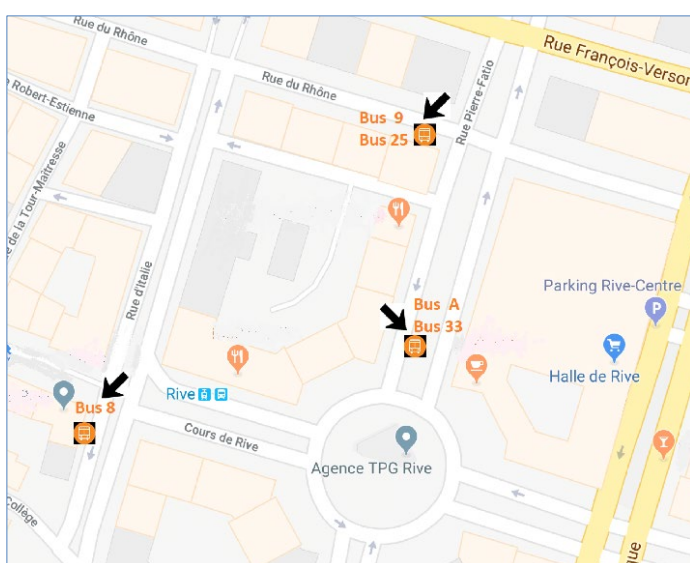 Rue du Rhône
Rue François-Verson
Rue du Rhône
Rue Pierre-Fatio
Robert-Estienne
Bus 9
Bus 25
e de la Tour-Maîtresse
Rue d'Italie
Parking Rive-Centre
P
Bus A
Bus 33
Halle de Rive
Rive
Bus 8
Cours de Rive
Agence TPG Rive
Collège
que